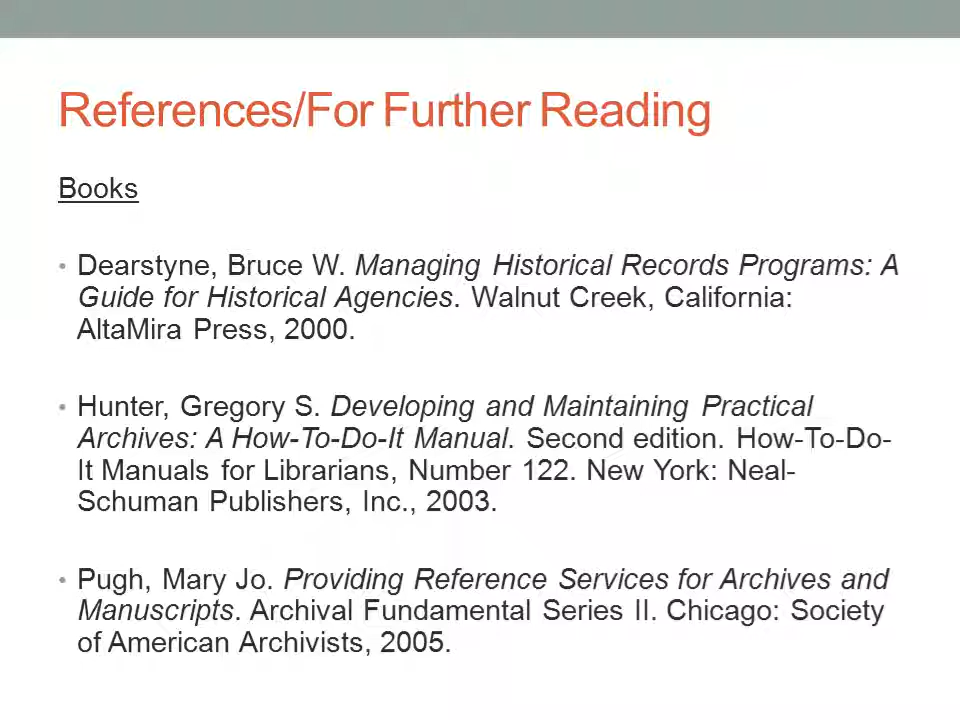 References/For Further Reading
Books
• Dearstyne, Bruce W. Managing Historical Records Programs: A
Guide for Historical Agencies. Walnut Creek, California:
AltaMira Press, 2000.
• Hunter, Gregory S. Developing and Maintaining Practical
Archives: A How-To-Do-It Manual. Second edition. How-To-Do-
It Manuals for Librarians, Number 122. New York: Neal-
Schuman Publishers, Inc., 2003.
• Pugh, Mary Jo. Providing Reference Services for Archives and
Manuscripts. Archival Fundamental Series II. Chicago: Society
of American Archivists, 2005.